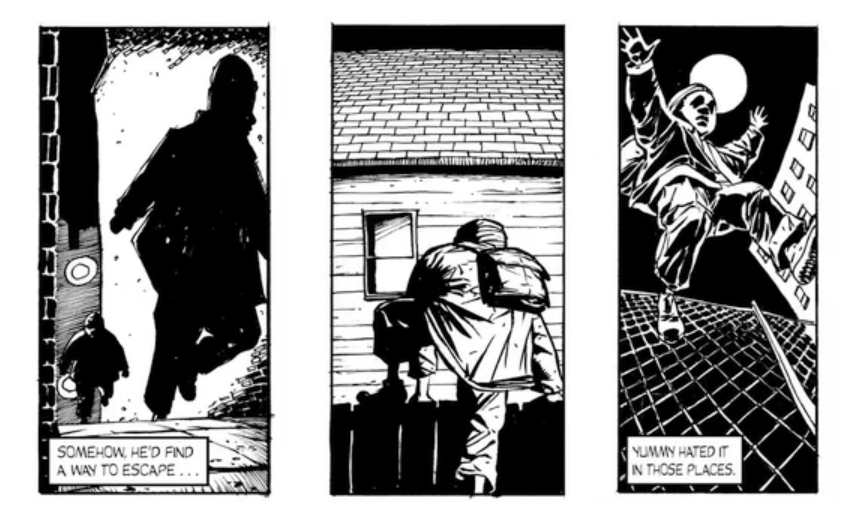 SOMEHOW, HE'D FIND
A WAY TO ESCAPE . . .
YUMMY HATED IT
IN THOSE PLACES.